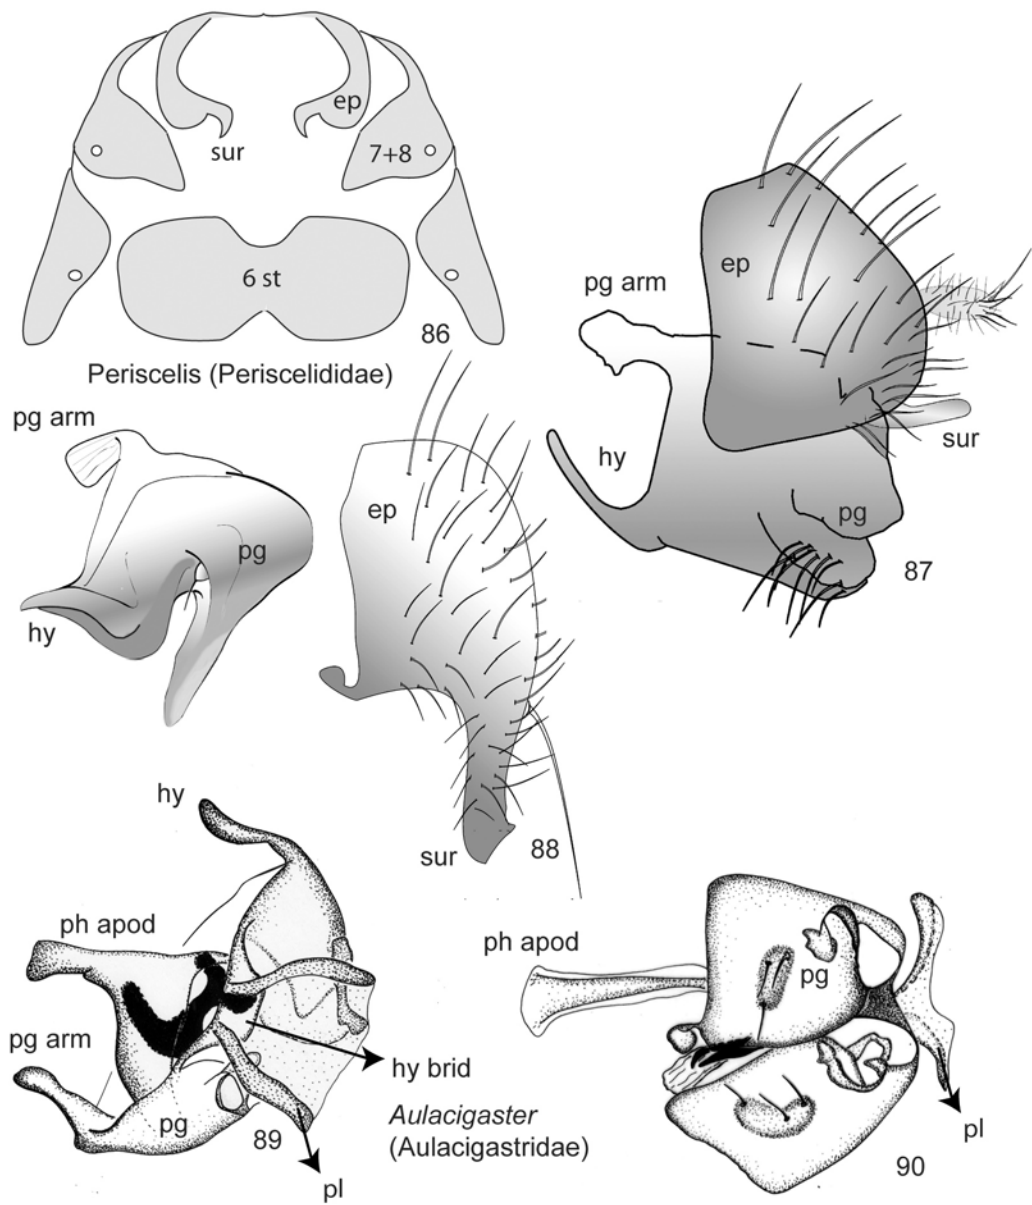 ep
sur
7+8
6 st
86
Periscelis (Periscelididae)
ep
pg arm
hy
sur
pg
87
pg arm
pg
hy
ep
sur
88
hy
ph apod
pg arm
hy brid
pg
89
pl
Aulacigaster
(Aulacigastridae)
ph apod
pg
pl
90